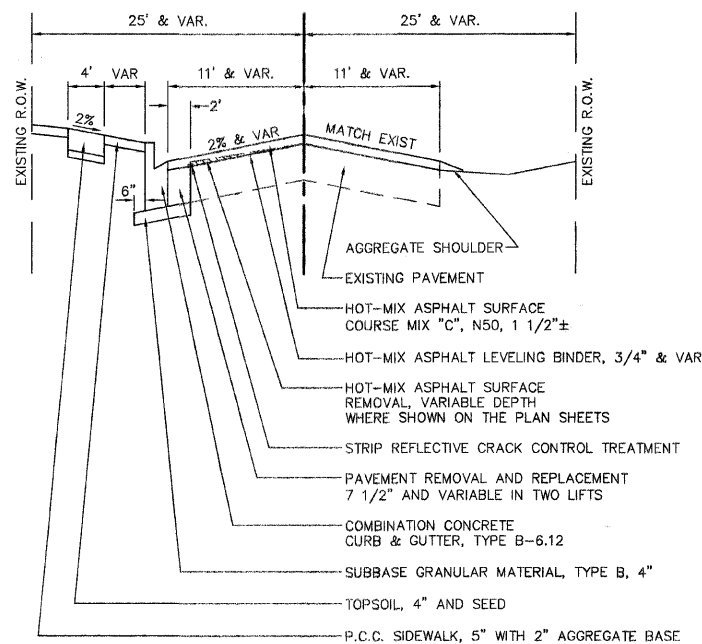 25' & VAR.
25' & VAR.
4'
VAR
11' & VAR.
11' & VAR.
2'
EXISTING R.O.W.
2%
2% & VAR
MATCH EXIST
EXISTING R.O.W.
6"
AGGREGATE SHOULDER
EXISTING PAVEMENT
HOT-MIX ASPHALT SURFACE
COURSE MIX "C", N50, 1 1/2"±
HOT-MIX ASPHALT LEVELING BINDER, 3/4" & VAR
HOT-MIX ASPHALT SURFACE
REMOVAL, VARIABLE DEPTH
WHERE SHOWN ON THE PLAN SHEETS
STRIP REFLECTIVE CRACK CONTROL TREATMENT
PAVEMENT REMOVAL AND REPLACEMENT
7 1/2" AND VARIABLE IN TWO LIFTS
COMBINATION CONCRETE
CURB & GUTTER, TYPE B-6.12
SUBBASE GRANULAR MATERIAL, TYPE B, 4"
TOPSOIL, 4" AND SEED
P.C.C. SIDEWALK, 5" WITH 2" AGGREGATE BASE